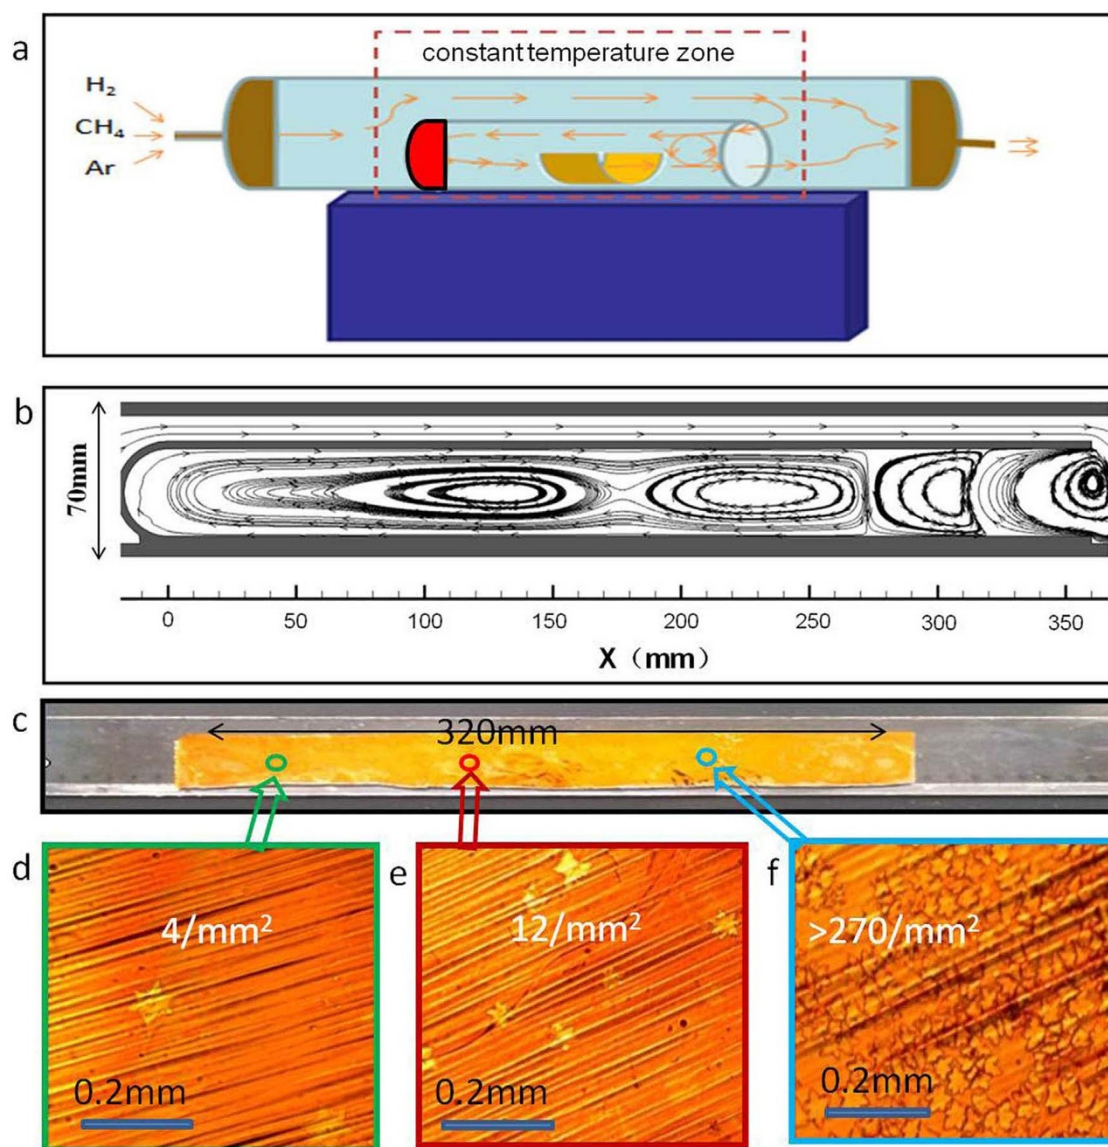 a
constant temperature zone
H₂
CH₄
Ar
b
70mm
0 50 100 150 200 250 300 350
X（mm）
c
320mm
d
4/mm²
0.2mm
e
12/mm²
0.2mm
f
>270/mm²
0.2mm